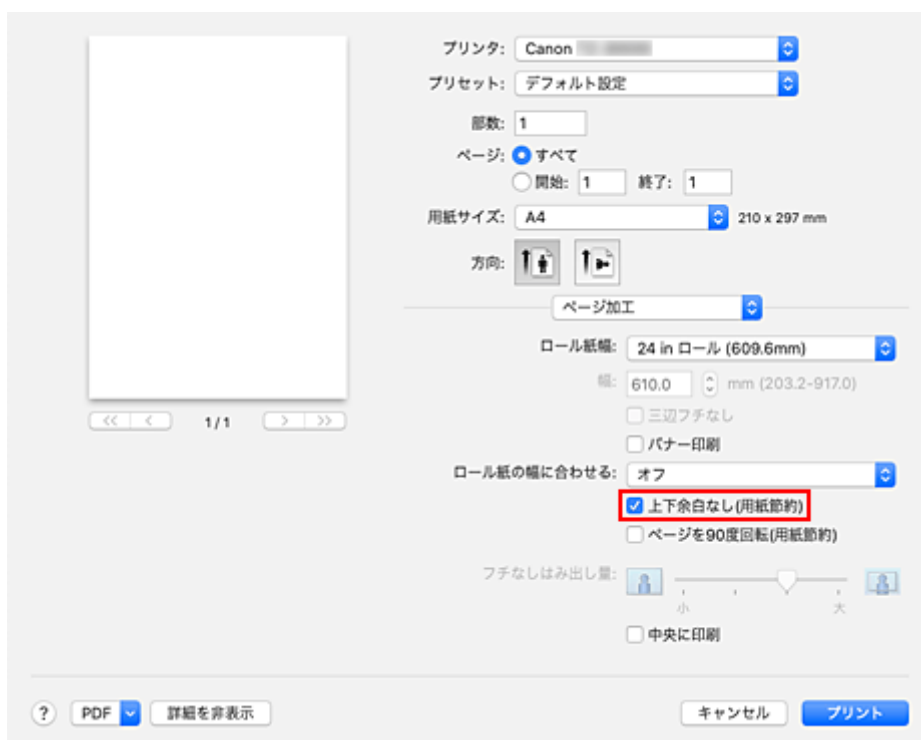 プリンタ: Canon
プリセット: デフォルト設定
部数: 1
ページ: すべて
開始: 1 終了: 1
用紙サイズ: A4 210 x 297 mm
方向:
ページ加工
ロール紙幅: 24 in ロール (609.6mm)
幅: 610.0 mm (203.2-917.0)
三辺フチなし
バナー印刷
ロール紙の幅に合わせる: オフ
上下余白なし(用紙節約)
ページを90度回転(用紙節約)
<< < 1/1 > >>
フチなしはみ出し量:
小 大
中央に印刷
? PDF 詳細を非表示 キャンセル プリント